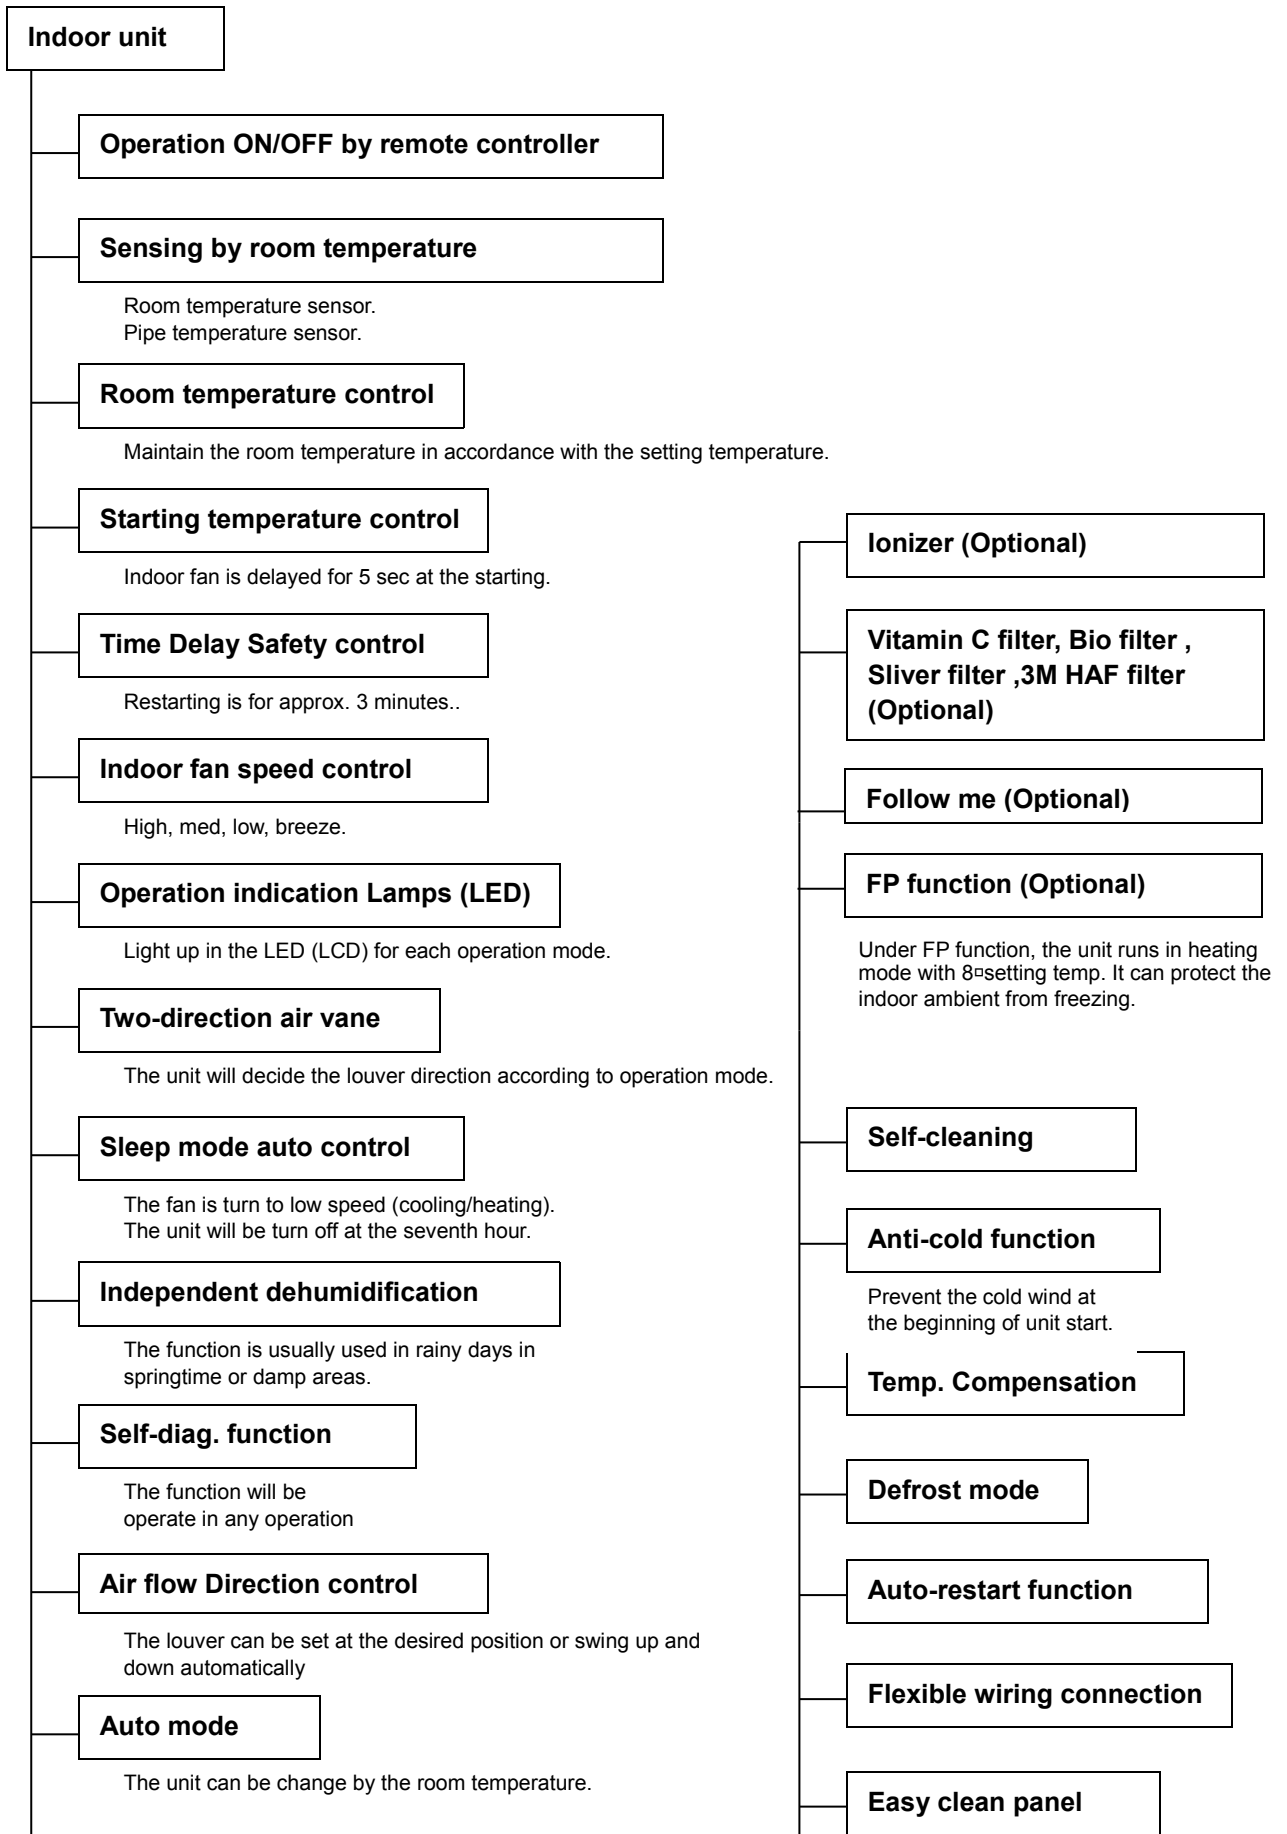 Indoor unit
Operation ON/OFF by remote controller
Sensing by room temperature
Room temperature sensor.
Pipe temperature sensor.
Room temperature control
Maintain the room temperature in accordance with the setting temperature.
Starting temperature control
Indoor fan is delayed for 5 sec at the starting.
Time Delay Safety control
Restarting is for approx. 3 minutes..
Indoor fan speed control
High, med, low, breeze.
Operation indication Lamps (LED)
Light up in the LED (LCD) for each operation mode.
Two-direction air vane
The unit will decide the louver direction according to operation mode.
Sleep mode auto control
The fan is turn to low speed (cooling/heating).
The unit will be turn off at the seventh hour.
Independent dehumidification
The function is usually used in rainy days in
springtime or damp areas.
Self-diag. function
The function will be
operate in any operation
Air flow Direction control
The louver can be set at the desired position or swing up and
down automatically
Auto mode
The unit can be change by the room temperature.
Ionizer (Optional)
Vitamin C filter, Bio filter ,
Sliver filter ,3M HAF filter
(Optional)
Follow me (Optional)
FP function (Optional)
Under FP function, the unit runs in heating
mode with 8▫setting temp. It can protect the
indoor ambient from freezing.
Self-cleaning
Anti-cold function
Prevent the cold wind at
the beginning of unit start.
Temp. Compensation
Defrost mode
Auto-restart function
Flexible wiring connection
Easy clean panel